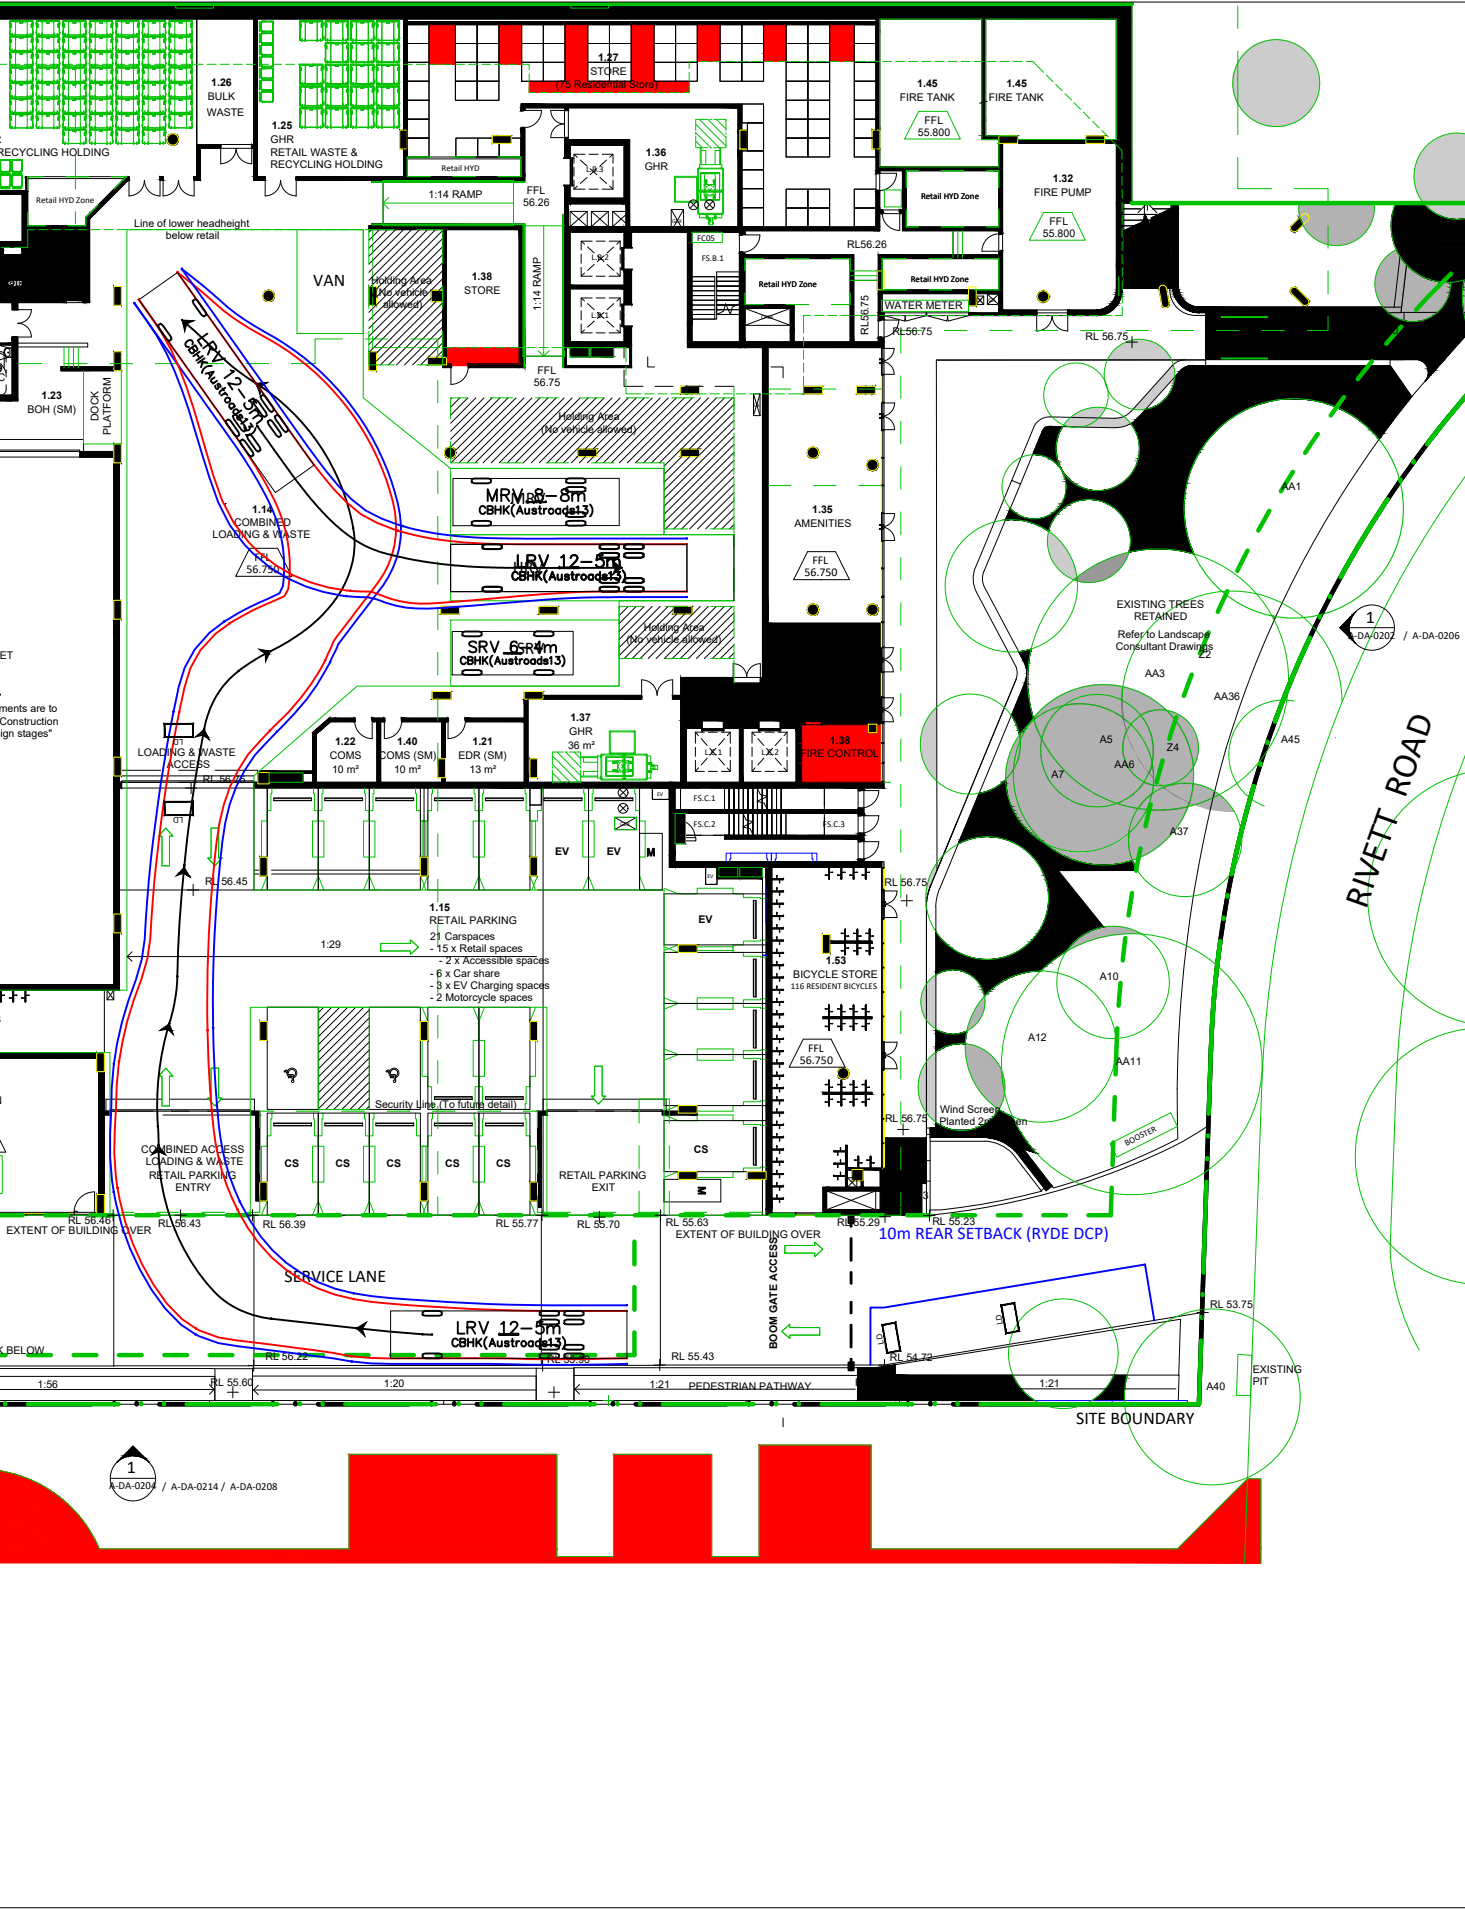 1.26
BULK
WASTE
1.25
GHR
RETAIL WASTE &
RECYCLING HOLDING
RECYCLING HOLDING
1.27
STORE
(75 Residential Store)
1.45
FIRE TANK
FFL
55.800
1.45
FIRE TANK
Retail HYD
1.36
GHR
1.32
FIRE PUMP
FFL
55.800
Retail HYD Zone
1:14 RAMP
FFL
56.26
Retail HYD Zone
Line of lower headheight
below retail
FC05
FS.B.1
RL56.26
VAN
Holding Area
(No vehicle
allowed)
1.38
STORE
1:14 RAMP
Retail HYD Zone
Retail HYD Zone
WATER METER
RL56.75
RL56.75
RL 56.75
FFL
56.75
LRV 12-5m
CBHK(Austroads13)
1.23
BOH (SM)
DOCK
PLATFORM
Holding Area
(No vehicle allowed)
MRV 8-8m
CBHK(Austroads13)
1.14
COMBINED
LOADING & WASTE
FFL
56.750
LRV 12-5m
CBHK(Austroads13)
1.35
AMENITIES
FFL
56.750
AA1
EXISTING TREES
RETAINED
Refer to Landscape
Consultant Drawings
Z2
1
A-DA-0202 / A-DA-0206
Holding Area
(No vehicle allowed)
SRV 6-4m
CBHK(Austroads13)
ET
ments are to
Construction
ign stages"
AA3
AA36
A5
Z4
AA6
A7
A45
A37
RIVETT ROAD
1.22
COMS
10 m²
1.40
COMS (SM)
10 m²
1.21
EDR (SM)
13 m²
1.37
GHR
36 m²
1.38
FIRE CONTROL
LOADING & WASTE
ACCESS
RL 56.75
FS.C.1
FS.C.2
FS.C.3
EV
EV
EV
M
EV
RL 56.45
RL 56.75
1.15
RETAIL PARKING
21 Carspaces
- 15 x Retail spaces
- 2 x Accessible spaces
- 6 x Car share
- 3 x EV Charging spaces
- 2 Motorcycle spaces
1:29
EV
1.53
BICYCLE STORE
116 RESIDENT BICYCLES
FFL
56.750
A10
A12
AA11
Security Line (To future detail)
RL 56.75
Wind Screen
BOOSTER
COMBINED ACCESS
LOADING & WASTE
RETAIL PARKING
ENTRY
CS
CS
CS
CS
CS
RETAIL PARKING
EXIT
CS
M
RL 56.46
RL 56.43
RL 56.39
RL 55.77
RL 55.70
RL 55.63
RL 55.29
RL 55.23
EXTENT OF BUILDING OVER
EXTENT OF BUILDING OVER
10m REAR SETBACK (RYDE DCP)
SERVICE LANE
BOOM GATE ACCESS
RL 53.75
LRV 12-5m
CBHK(Austroads13)
K BELOW
RL 56.22
RL 55.43
RL 54.72
EXISTING
PIT
1:56
RL 55.60
1:20
1:21
PEDESTRIAN PATHWAY
1:21
A40
SITE BOUNDARY
1
A-DA-0204 / A-DA-0214 / A-DA-0208